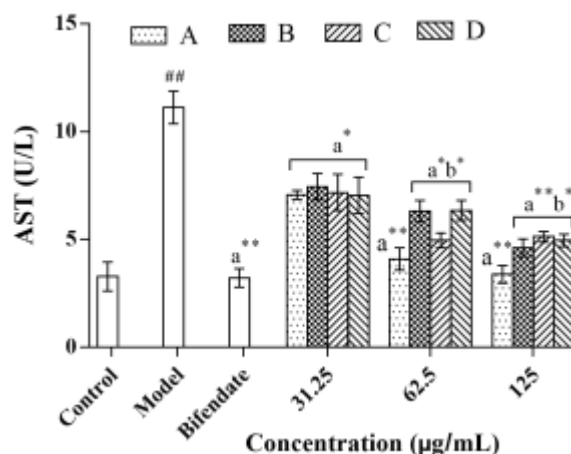 15
A B C D
##
10
a*
a*b*
a**b*
AST (U/L)
5
a**
a**
a**
0
Control Model Bifendate 31.25 62.5 125
Concentration (μg/mL)